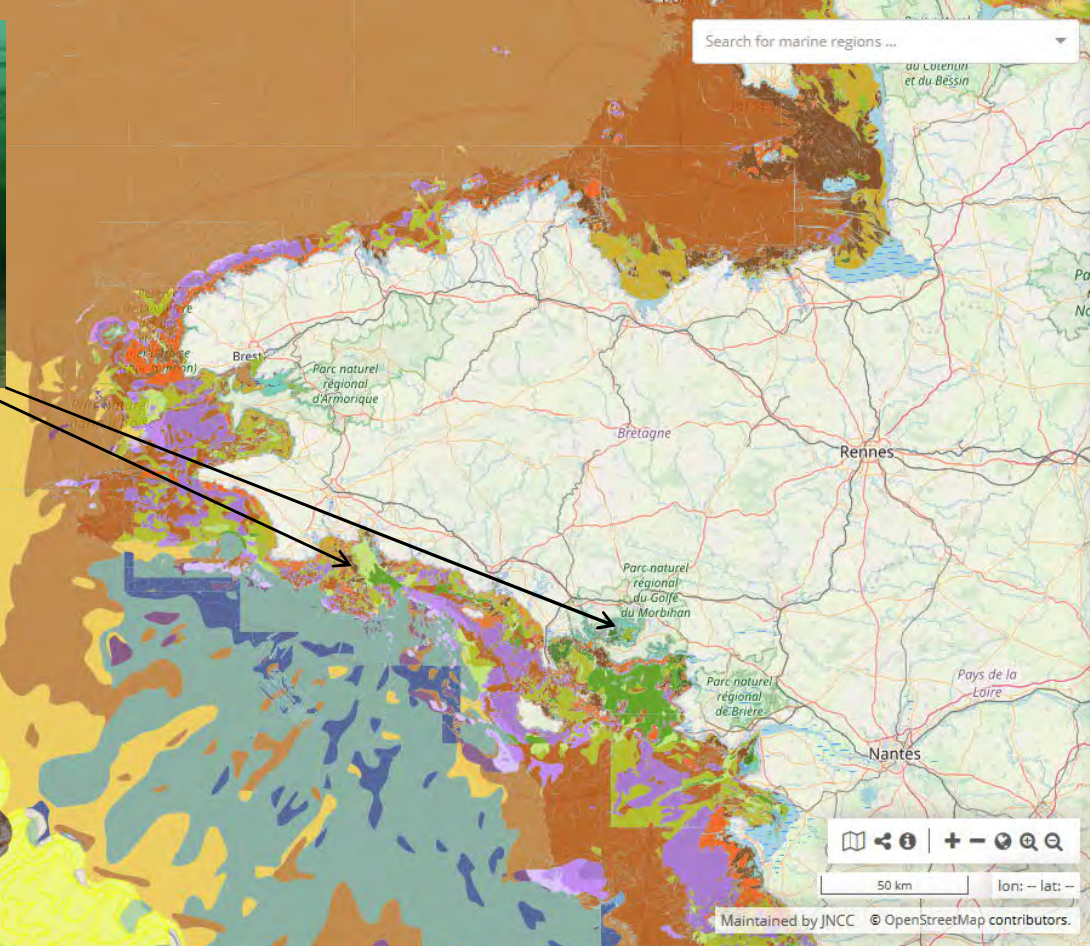 Search for marine regions ...
du Cotentin
et du Bessin
Brest
Parc naturel
régional
d'Armorique
Bretagne
Rennes
Parc naturel
régional
du Golfe
du Morbihan
Parc naturel
régional
de Brière
Pays de la
Loire
Nantes
50 km
lon: -- lat: --
Maintained by JNCC © OpenStreetMap contributors.